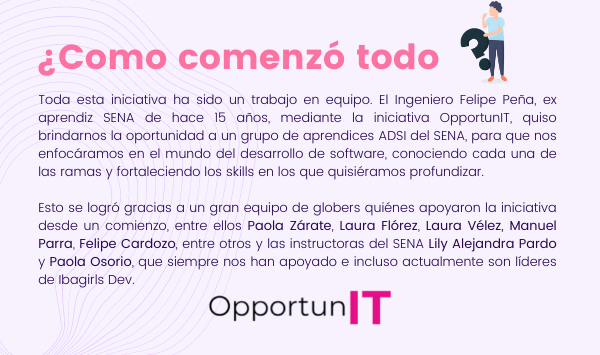 ¿Como comenzó todo
Toda esta iniciativa ha sido un trabajo en equipo. El Ingeniero Felipe Peña, ex
aprendiz SENA de hace 15 años, mediante la iniciativa OpportunIT, quiso
brindarnos la oportunidad a un grupo de aprendices ADSI del SENA, para que nos
enfocáramos en el mundo del desarrollo de software, conociendo cada una de
las ramas y fortaleciendo los skills en los que quisiéramos profundizar.
Esto se logró gracias a un gran equipo de globers quiénes apoyaron la iniciativa
desde un comienzo, entre ellos Paola Zárate, Laura Flórez, Laura Vélez, Manuel
Parra, Felipe Cardozo, entre otros y las instructoras del SENA Lily Alejandra Pardo
y Paola Osorio, que siempre nos han apoyado e incluso actualmente son líderes
de Ibagirls Dev.
OpportunIT